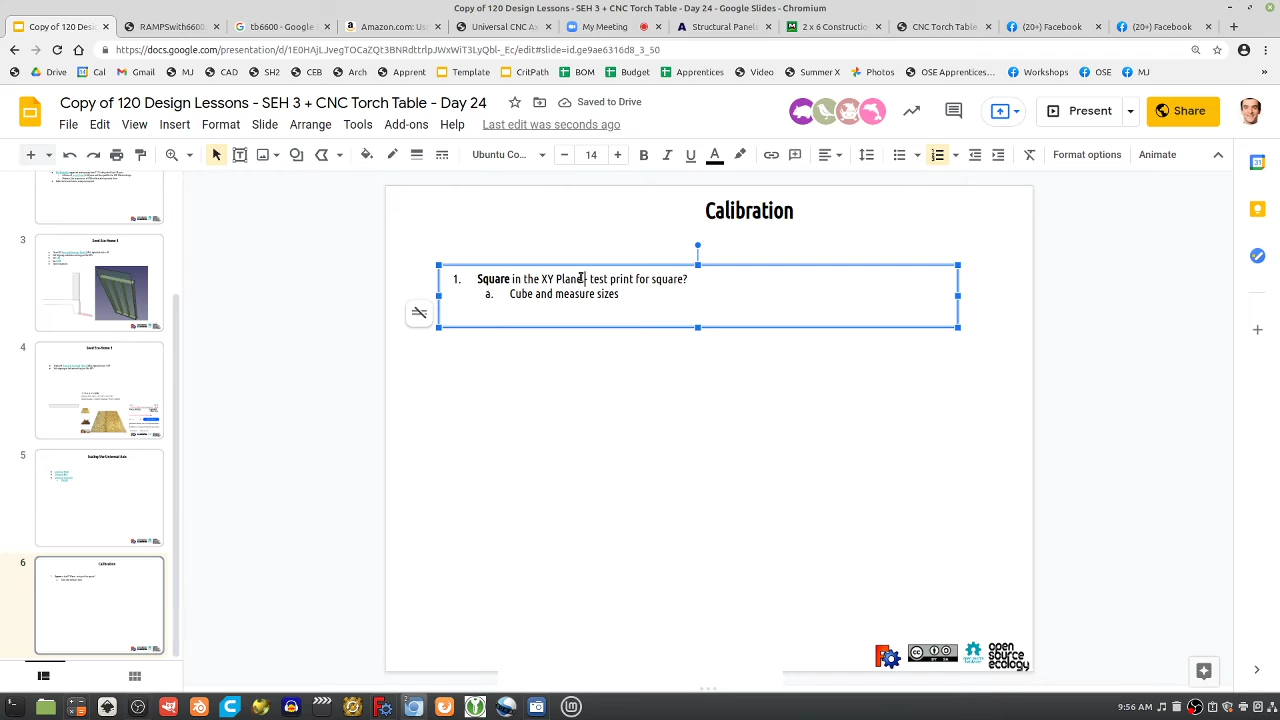 Copy of 120 Design Lessons - SEH 3 + CNC Torch Table - Day 24 - Google Slides - Chromium
Copy of 120 Desi
RAMPSwith6600
tb6600 - Google
Amazon.com: Us
Universal CNC Ax
My Meeting
Structural Panels
2 x 6 Constructio
CNC Torch Table
(20+) Facebook
(20+) Facebook
https://docs.google.com/presentation/d/1E0HAjLJvegTOCaZQt3BNRdttrlpJWxWiT3LyQbl-_Ec/edit#slide=id.ge9ae6316d8_3_50
Drive
Cal
Gmail
MJ
CAD
SH2
CEB
Arch
Apprent
Template
CritPath
BOM
Budget
Apprentices
Video
Summer X
Photos
OSE Apprentices...
Workshops
OSE
MJ
Copy of 120 Design Lessons - SEH 3 + CNC Torch Table - Day 24
Saved to Drive
File Edit View Insert Format Slide Arrange Tools Add-ons Help Last edit was seconds ago
Present
Share
Ubuntu Co...
14
Format options
Animate
3
4
5
6
Calibration
1. Square in the XY Plane- test print for square?
a. Cube and measure sizes
open source ecology
9:56 AM